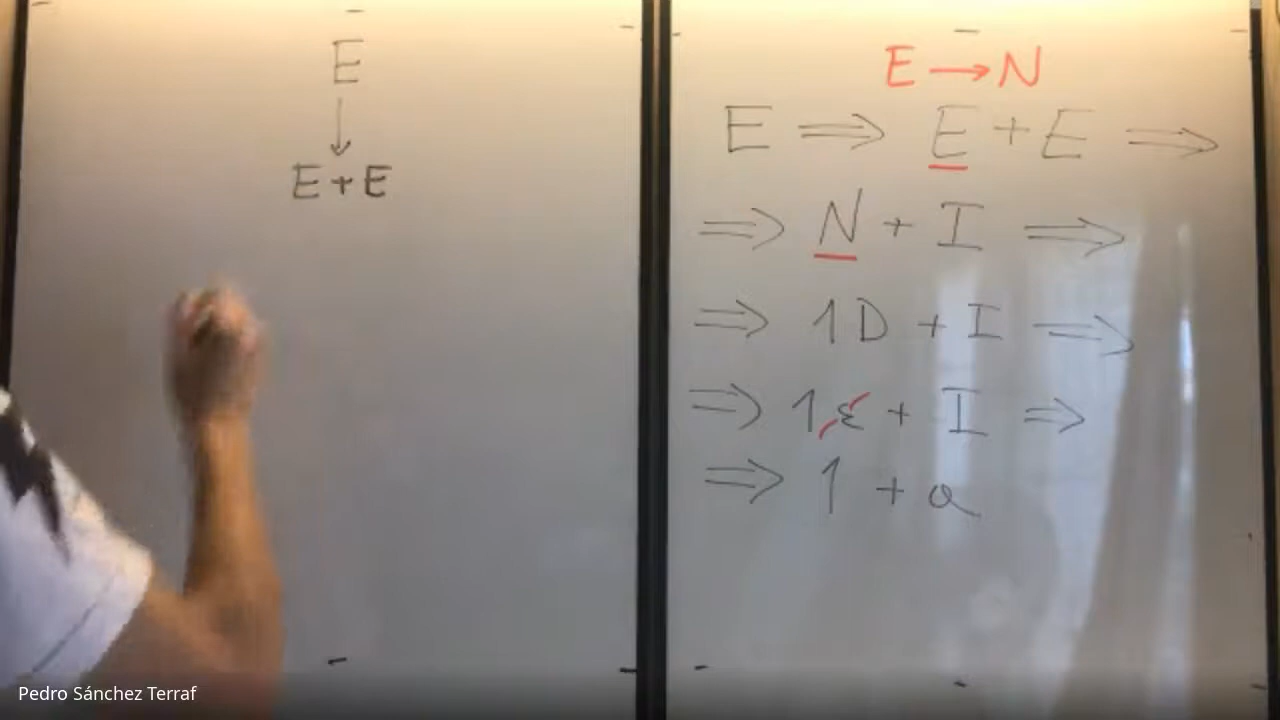 E
↓
E + E
E → N
E ⇒ E + E ⇒
⇒ N + I ⇒
⇒ 1D + I ⇒
⇒ 1ε + I ⇒
⇒ 1 + a
Pedro Sánchez Terraf